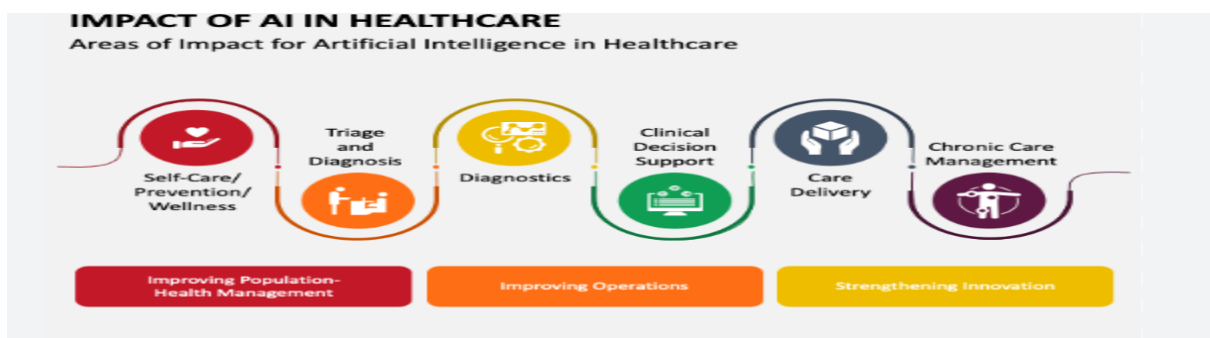 IMPACT OF AI IN HEALTHCARE
Areas of Impact for Artificial Intelligence in Healthcare
Self-Care/
Prevention/
Wellness
Triage
and
Diagnosis
Diagnostics
Clinical
Decision
Support
Care
Delivery
Chronic Care
Management
Improving Population-
Health Management
Improving Operations
Strengthening Innovation